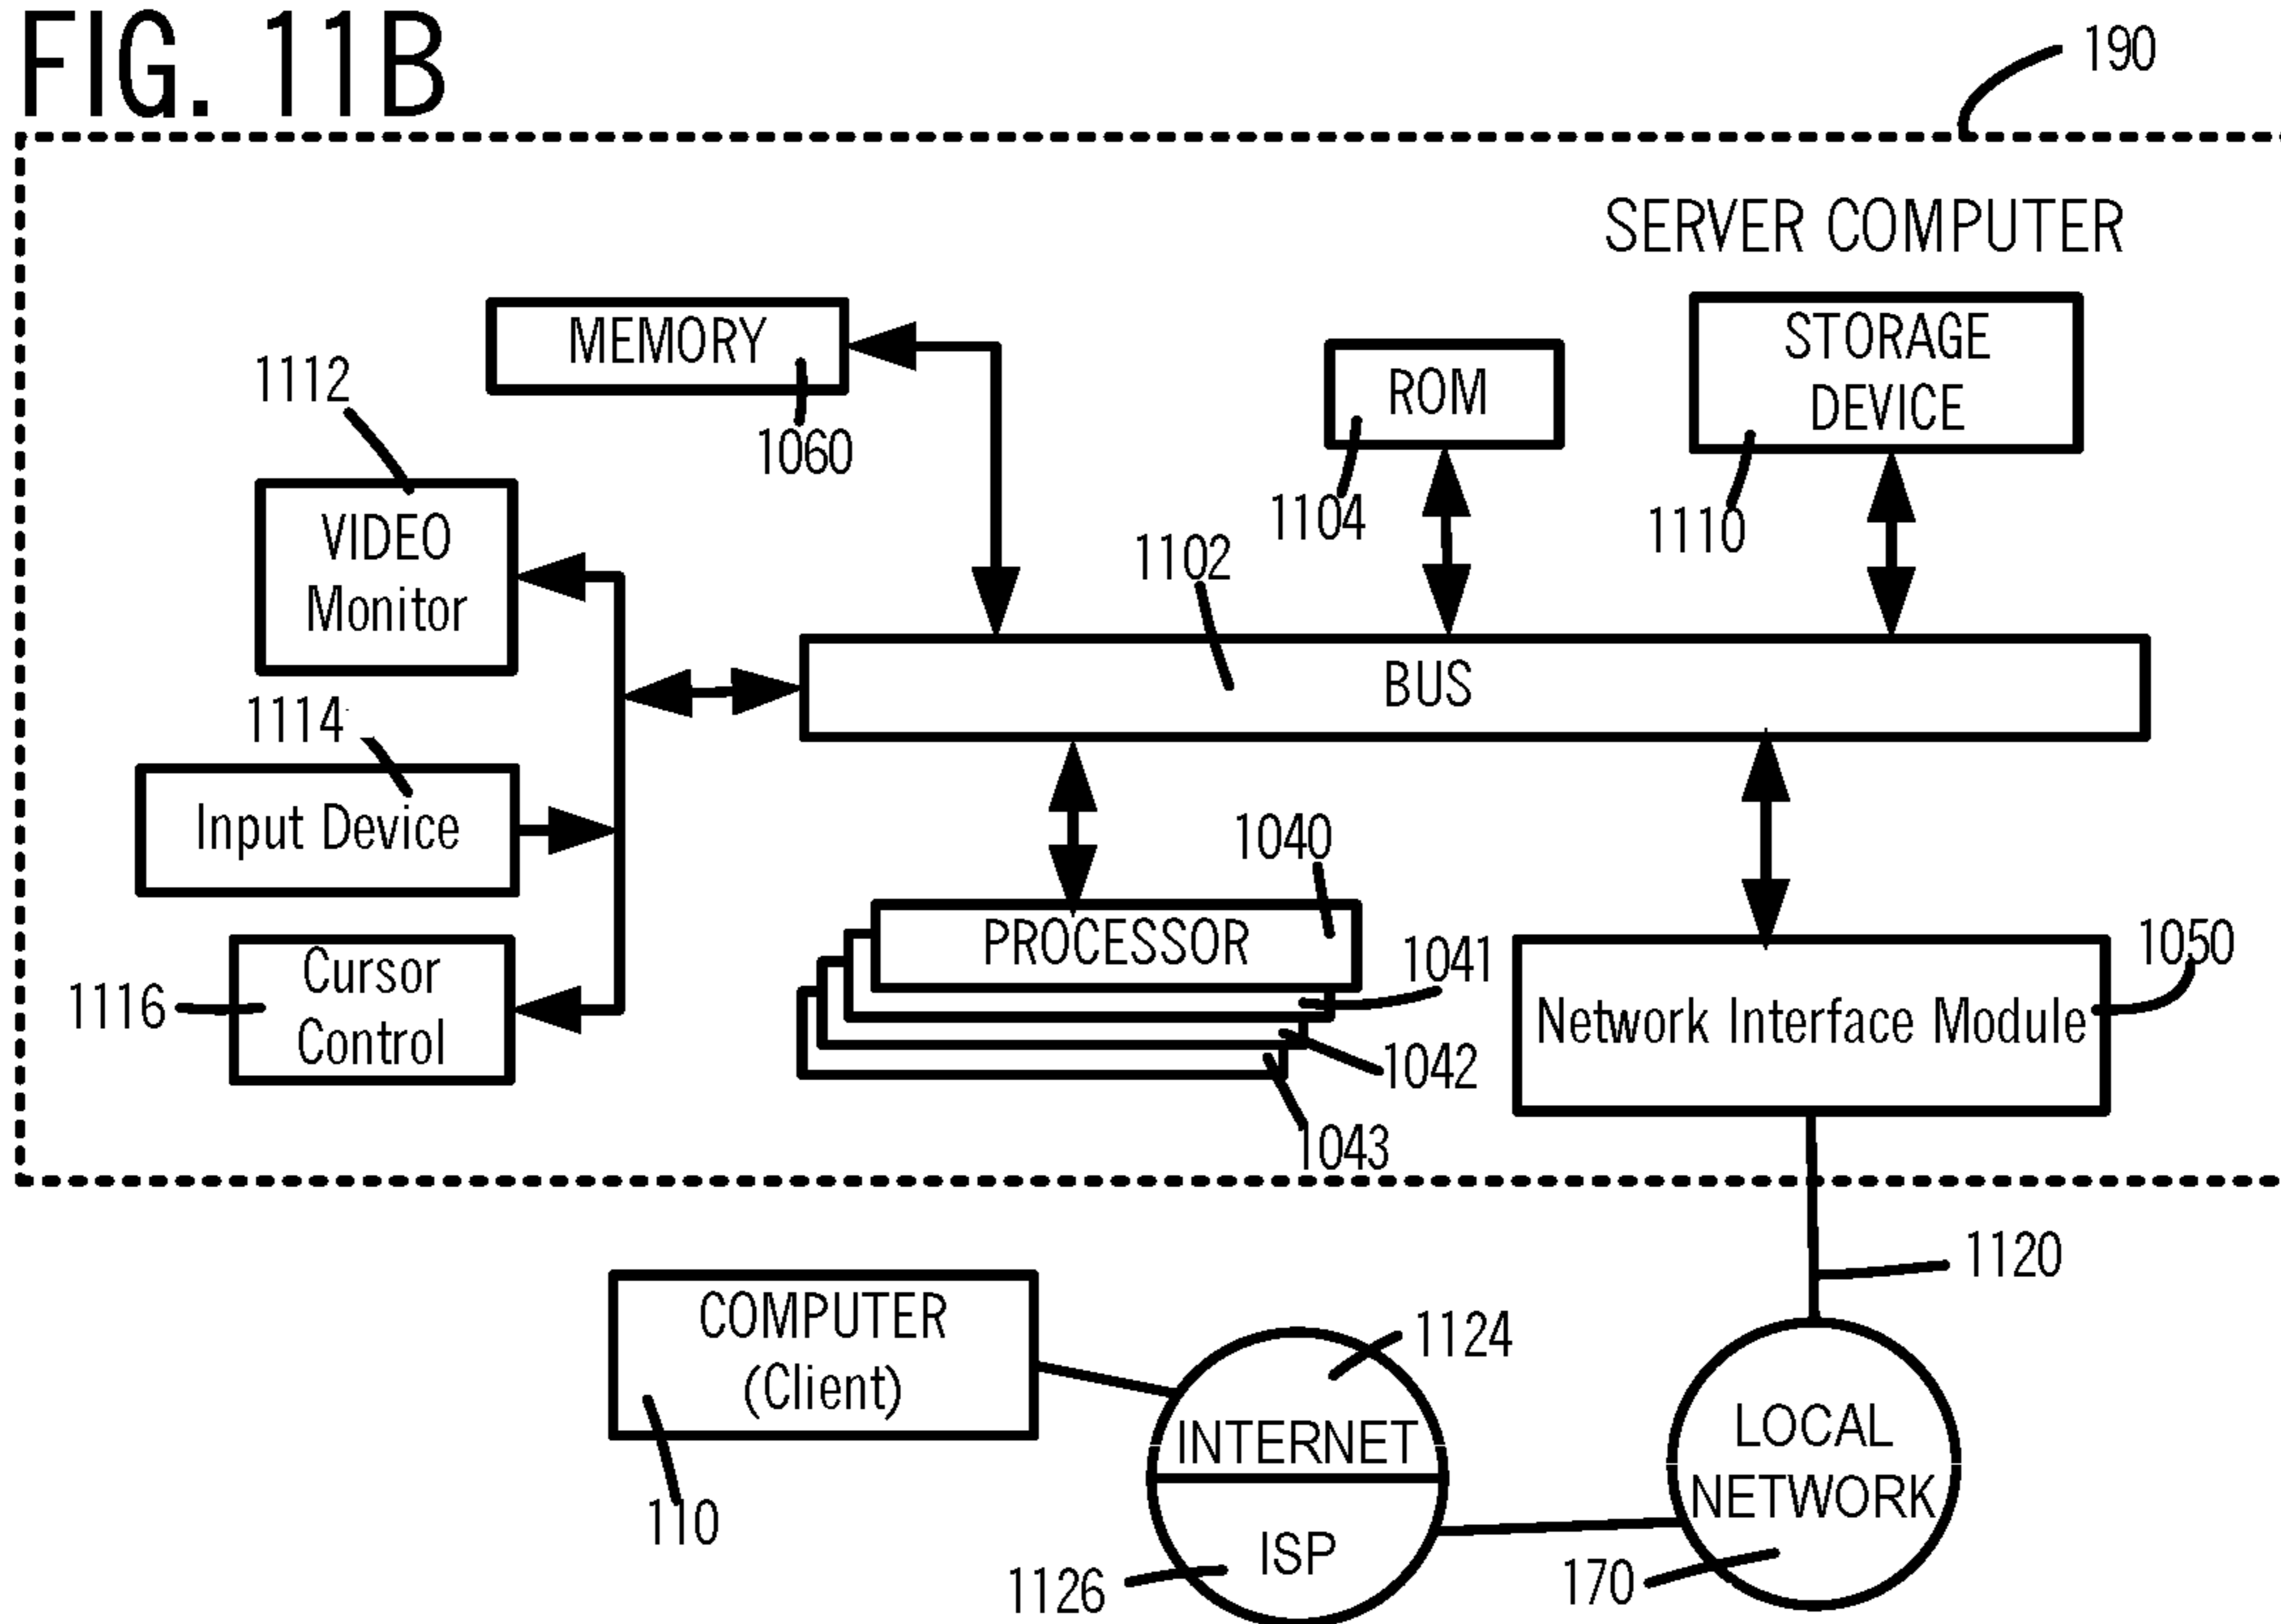 FIG. 11B
190
SERVER COMPUTER
MEMORY
1060
ROM
1104
STORAGE
DEVICE
1110
1112
VIDEO
Monitor
1102
BUS
1114
Input Device
1040
PROCESSOR
1041
1042
1043
1050
Network Interface Module
1116
Cursor
Control
1120
COMPUTER
(Client)
110
1124
INTERNET
ISP
1126
LOCAL
NETWORK
170